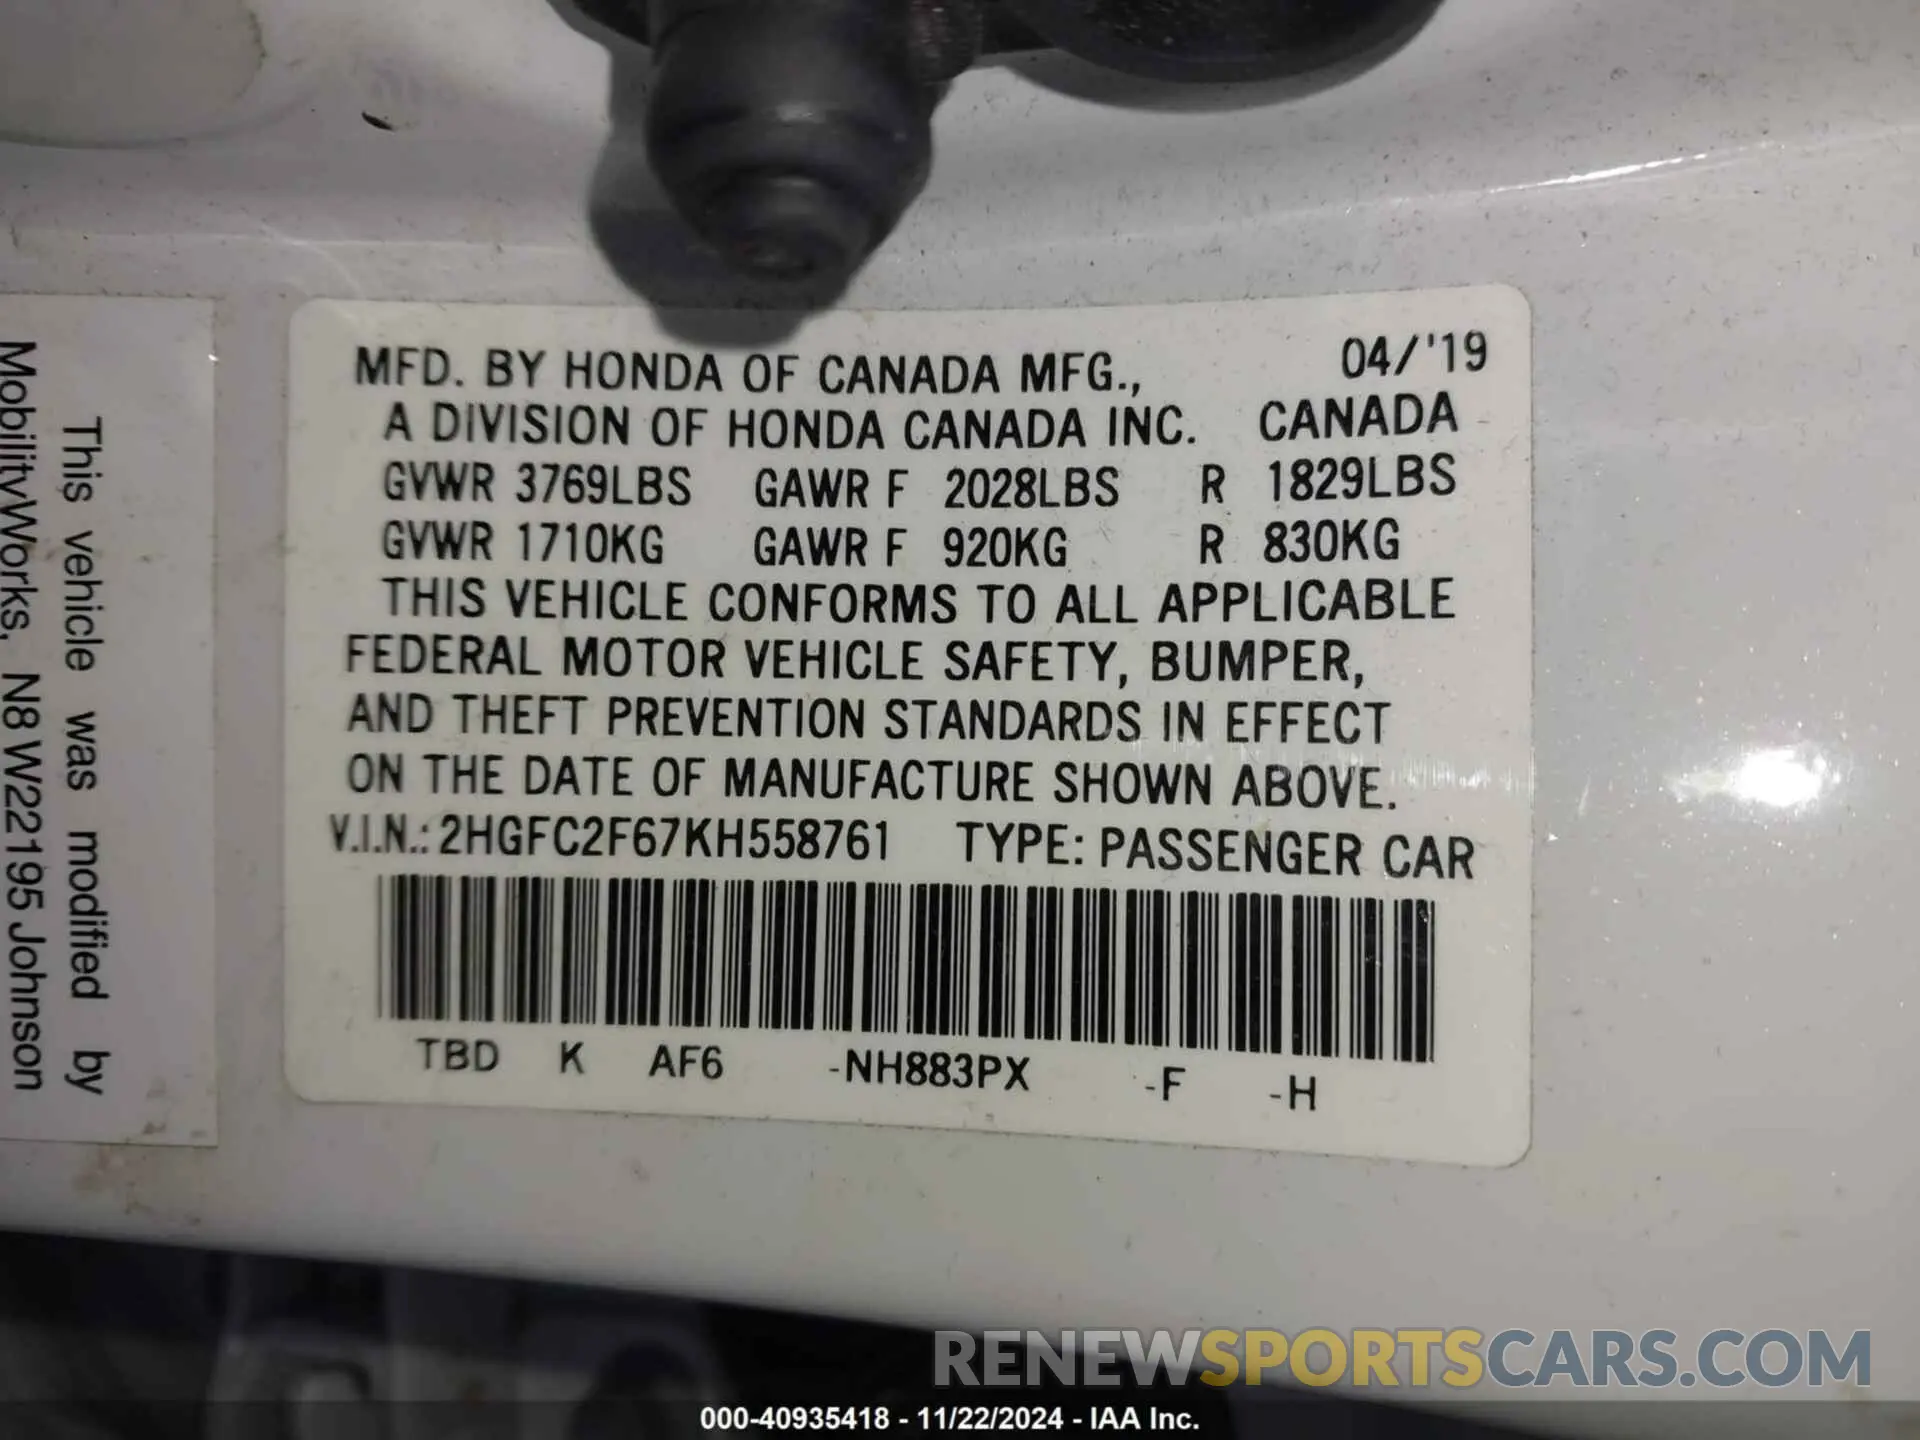 MFD. BY HONDA OF CANADA MFG., 04/'19
A DIVISION OF HONDA CANADA INC. CANADA
GVWR 3769LBS GAWR F 2028LBS R 1829LBS
GVWR 1710KG GAWR F 920KG R 830KG
THIS VEHICLE CONFORMS TO ALL APPLICABLE
FEDERAL MOTOR VEHICLE SAFETY, BUMPER,
AND THEFT PREVENTION STANDARDS IN EFFECT
ON THE DATE OF MANUFACTURE SHOWN ABOVE.
V.I.N.: 2HGFC2F67KH558761 TYPE: PASSENGER CAR
TBD K AF6 -NH883PX -F -H
This vehicle was modified by
MobilityWorks, N8 W22195 Johnson
RENEWSPORTSCARS.COM
000-40935418 - 11/22/2024 - IAA Inc.